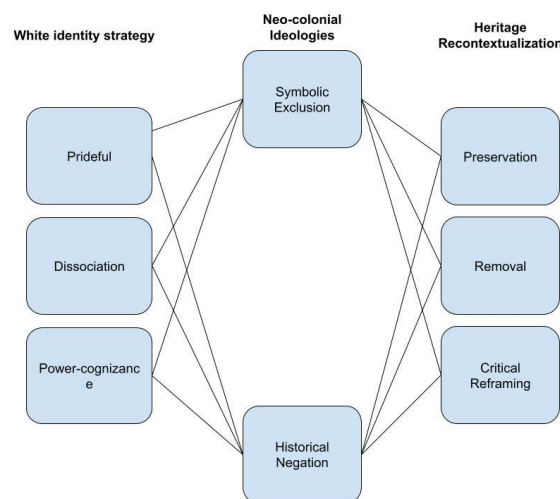 White identity strategy
Neo-colonial
Ideologies
Heritage
Recontextualization
Symbolic
Exclusion
Prideful
Preservation
Dissociation
Removal
Power-cognizanc
e
Critical
Reframing
Historical
Negation